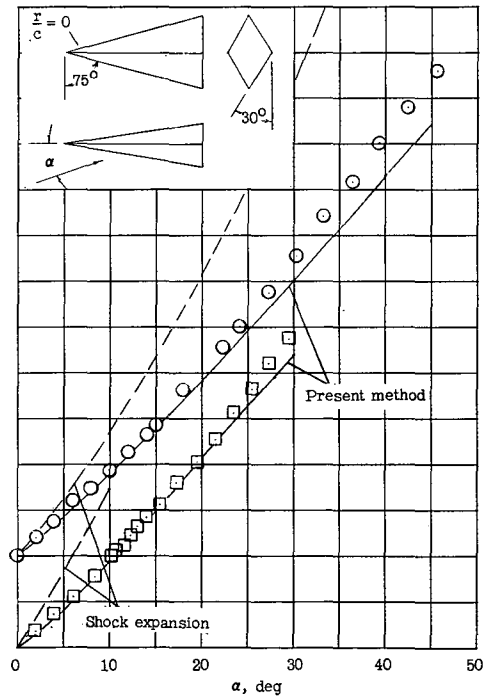 r/c = 0
75°
30°
α
Present method
Shock expansion
0 10 20 30 40 50
α, deg